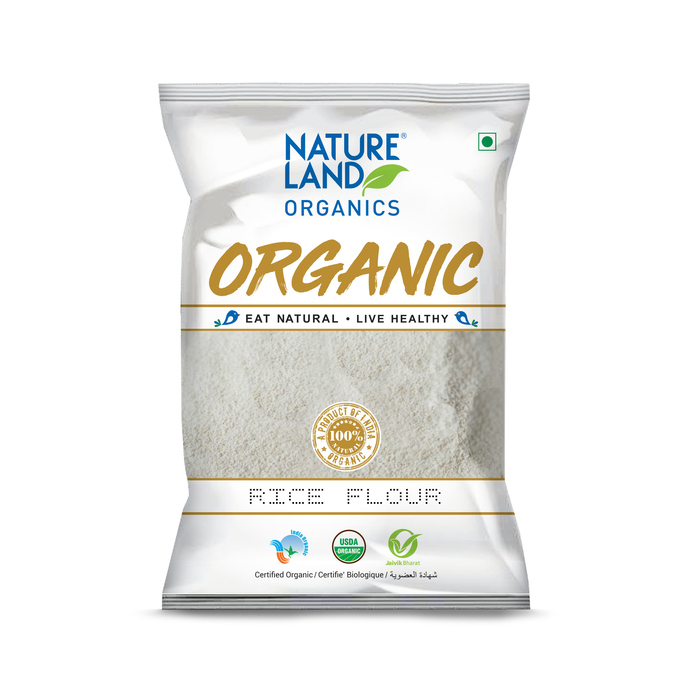 NATURE®
LAND
ORGANICS
ORGANIC
EAT NATURAL • LIVE HEALTHY
A PRODUCT OF INDIA
100%
NATURAL
ORGANIC
RICE FLOUR
India Organic
USDA
ORGANIC
Jaivik Bharat
Certified Organic / Certifie' Biologique / شهادة العضوية